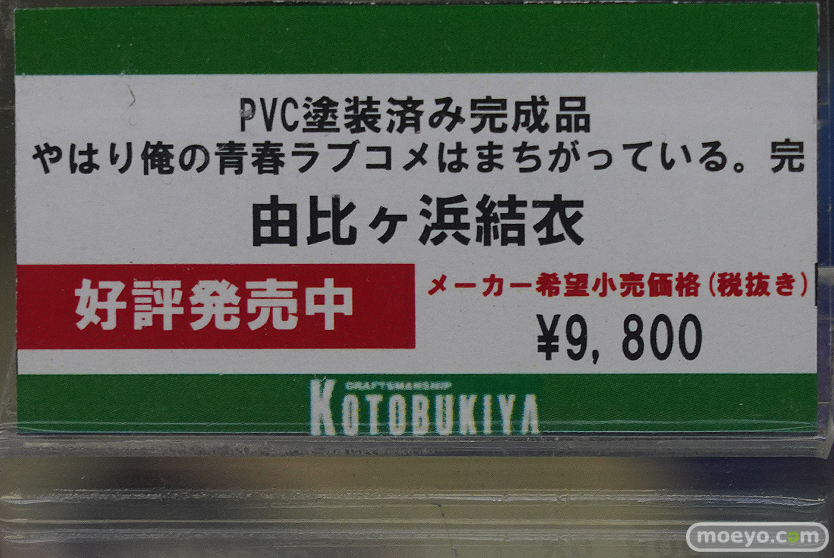 PVC塗装済み完成品
やはり俺の青春ラブコメはまちがっている。完
由比ヶ浜結衣
好評発売中
メーカー希望小売価格(税抜き)
¥9,800
CRAFTSMANSHIP
KOTOBUKIYA
moeyo.com